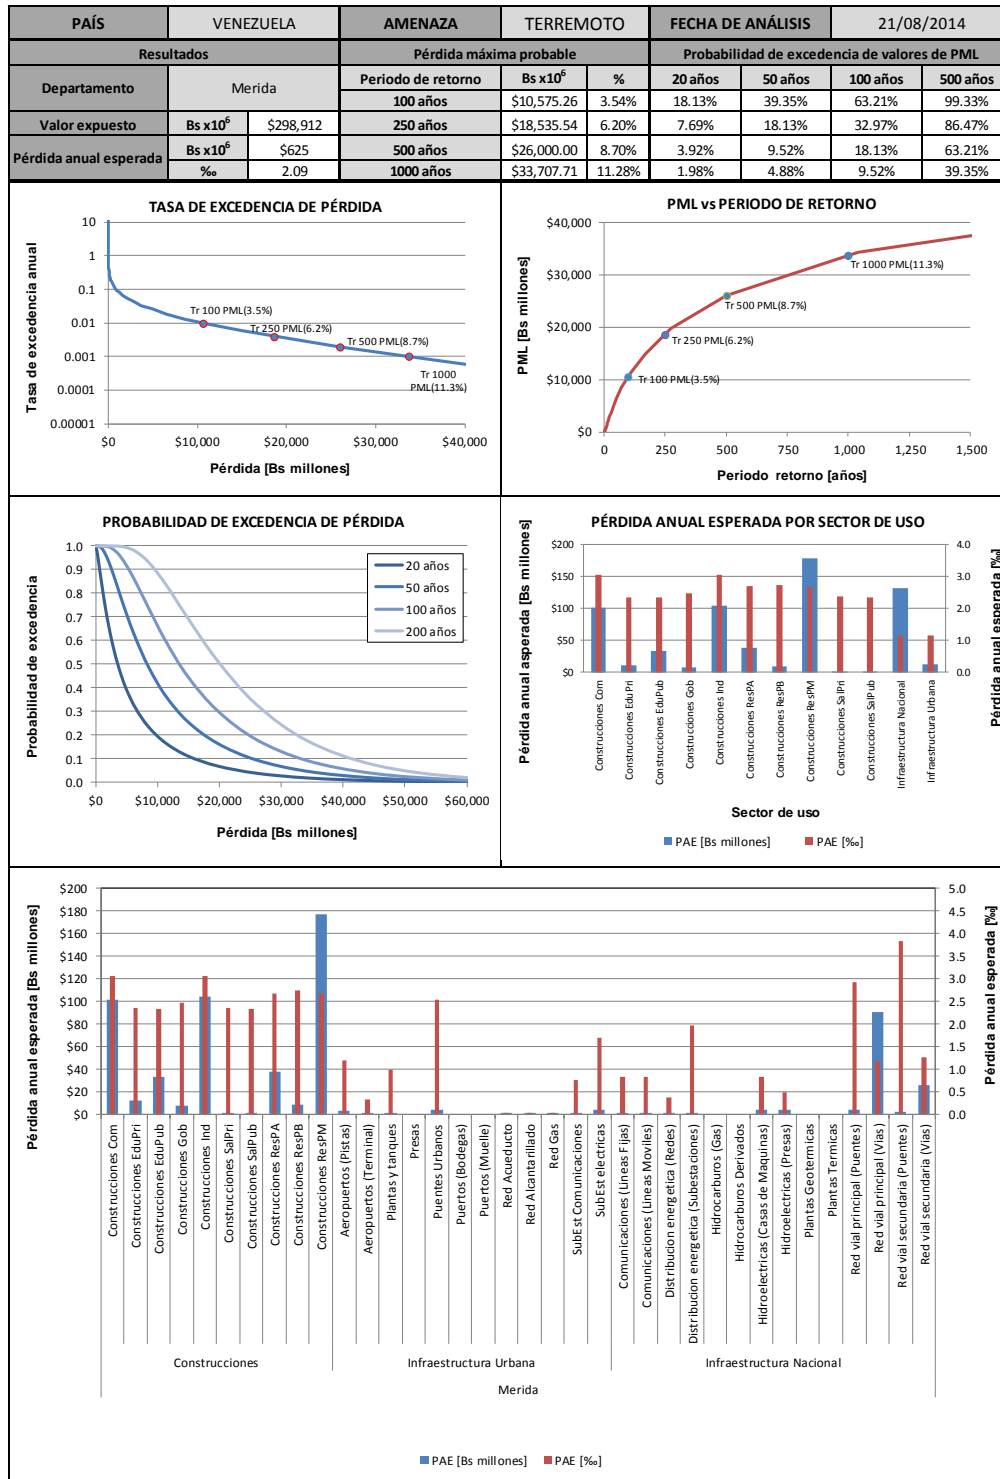 PAÍS VENEZUELA AMENAZA TERREMOTO FECHA DE ANÁLISIS 21/08/2014
Resultados Pérdida máxima probable Probabilidad de excedencia de valores de PML
Departamento Merida Periodo de retorno Bs x10⁶ % 20 años 50 años 100 años 500 años
100 años $10,575.26 3.54% 18.13% 39.35% 63.21% 99.33%
Valor expuesto Bs x10⁶ $298,912 250 años $18,535.54 6.20% 7.69% 18.13% 32.97% 86.47%
Pérdida anual esperada Bs x10⁶ $625 500 años $26,000.00 8.70% 3.92% 9.52% 18.13% 63.21%
‰ 2.09 1000 años $33,707.71 11.28% 1.98% 4.88% 9.52% 39.35%
TASA DE EXCEDENCIA DE PÉRDIDA
Tasa de excedencia anual
10
1
0.1
0.01
0.001
0.0001
0.00001
Tr 100 PML(3.5%)
Tr 250 PML(6.2%)
Tr 500 PML(8.7%)
Tr 1000
PML(11.3%)
$0 $10,000 $20,000 $30,000 $40,000
Pérdida [Bs millones]
PML vs PERIODO DE RETORNO
PML [Bs millones]
$40,000
$30,000
$20,000
$10,000
$0
Tr 1000 PML(11.3%)
Tr 500 PML(8.7%)
Tr 250 PML(6.2%)
Tr 100 PML(3.5%)
0 250 500 750 1,000 1,250 1,500
Periodo retorno [años]
PROBABILIDAD DE EXCEDENCIA DE PÉRDIDA
Probabilidad de excedencia
1.0
0.9
0.8
0.7
0.6
0.5
0.4
0.3
0.2
0.1
0.0
20 años
50 años
100 años
200 años
$0 $10,000 $20,000 $30,000 $40,000 $50,000 $60,000
Pérdida [Bs millones]
PÉRDIDA ANUAL ESPERADA POR SECTOR DE USO
Pérdida anual asperada [Bs millones]
$200
$150
$100
$50
$0
4.0
3.0
2.0
1.0
0.0
Pérdida anual esperada [‰]
Construcciones Com
Construcciones EduPri
Construcciones EduPub
Construcciones Gob
Construcciones Ind
Construcciones ResPA
Construcciones ResPB
Construcciones ResPM
Construcciones SalPri
Construcciones SalPub
Infraestructura Nacional
Infraestructura Urbana
Sector de uso
PAE [Bs millones] PAE [‰]
Pérdida anual esperada [Bs millones]
$200
$180
$160
$140
$120
$100
$80
$60
$40
$20
$0
5.0
4.5
4.0
3.5
3.0
2.5
2.0
1.5
1.0
0.5
0.0
Pérdida anual esperada [‰]
Construcciones Com
Construcciones EduPri
Construcciones EduPub
Construcciones Gob
Construcciones Ind
Construcciones SalPri
Construcciones SalPub
Construcciones ResPA
Construcciones ResPB
Construcciones ResPM
Aeropuertos (Pistas)
Aeropuertos (Terminal)
Plantas y tanques
Presas
Puentes Urbanos
Puertos (Bodegas)
Puertos (Muelle)
Red Acueducto
Red Alcantarillado
Red Gas
SubEst Comunicaciones
SubEst electricas
Comunicaciones (Lineas Fijas)
Comunicaciones (Lineas Moviles)
Distribucion energetica (Redes)
Distribucion energetica (Subestaciones)
Hidrocarburos (Gas)
Hidrocarburos Derivados
Hidroelectricas (Casas de Maquinas)
Hidroelectricas (Presas)
Plantas Geotermicas
Plantas Termicas
Red vial principal (Puentes)
Red vial principal (Vias)
Red vial secundaria (Puentes)
Red vial secundaria (Vias)
Construcciones Infraestructura Urbana Infraestructura Nacional
Merida
PAE [Bs millones] PAE [‰]